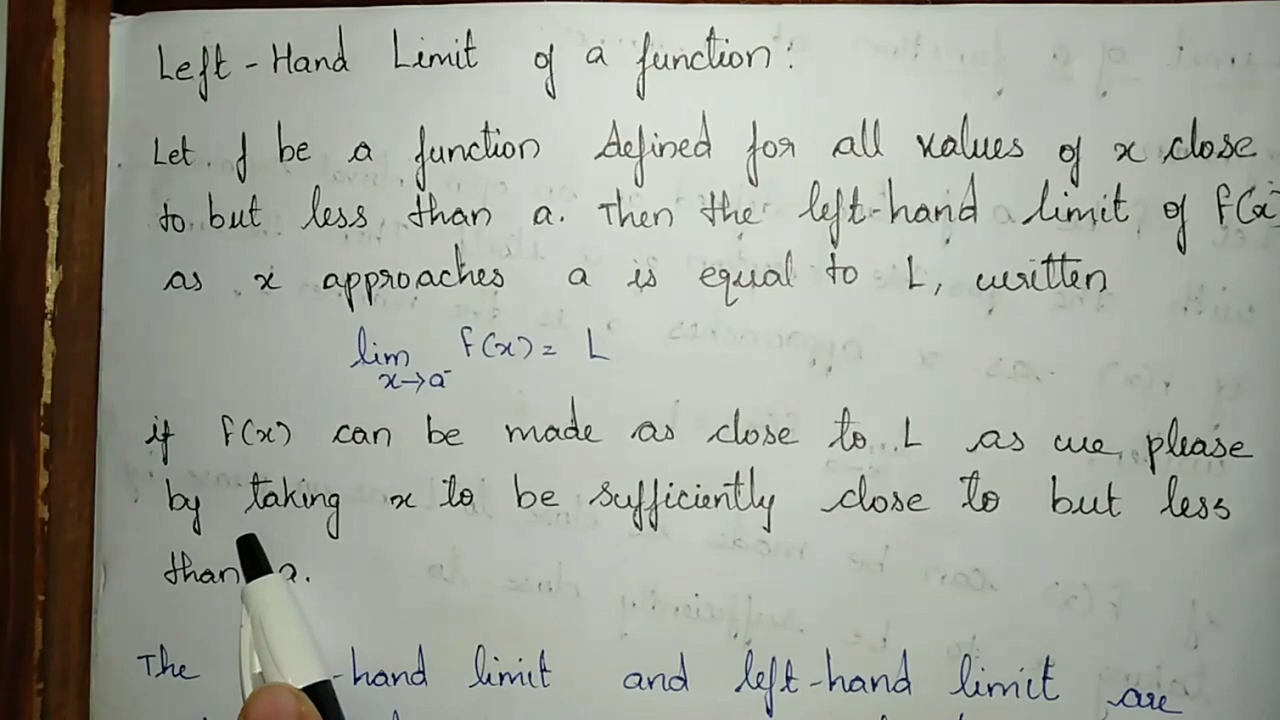 Left-Hand Limit of a function:
Let f be a function defined for all values of x close
to but less than a. Then the left-hand limit of f(x)
as x approaches a is equal to L, written
lim f(x) = L
x→a⁻
if f(x) can be made as close to L as we please
by taking x to be sufficiently close to but less
than a.
The -hand limit and left-hand limit are